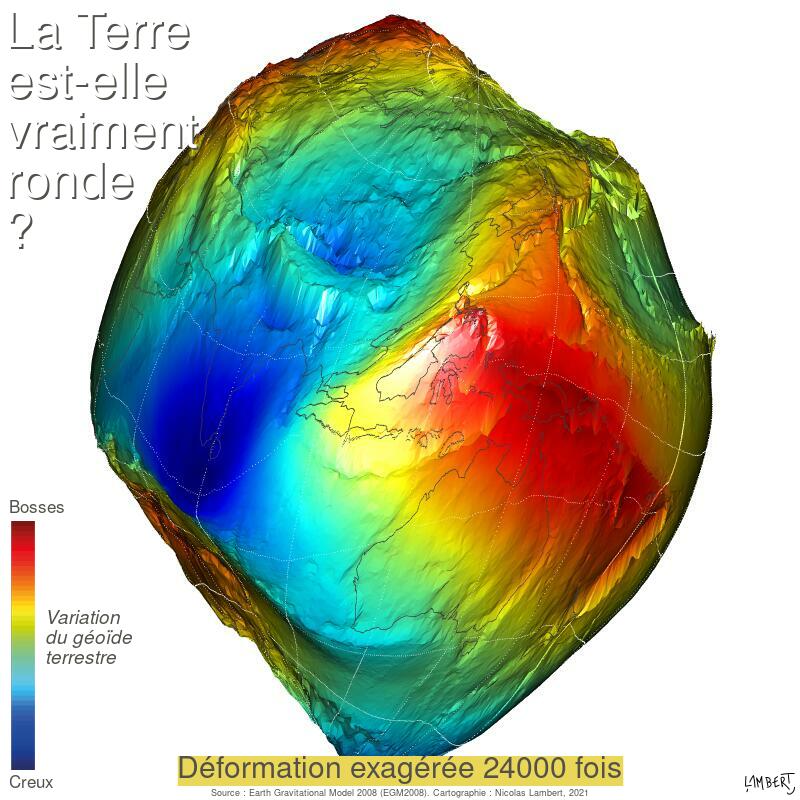 La Terre
est-elle
vraiment
ronde
?
Bosses
Variation
du géoïde
terrestre
Creux
Déformation exagérée 24000 fois
Source : Earth Gravitational Model 2008 (EGM2008). Cartographie : Nicolas Lambert, 2021
LAMBERT